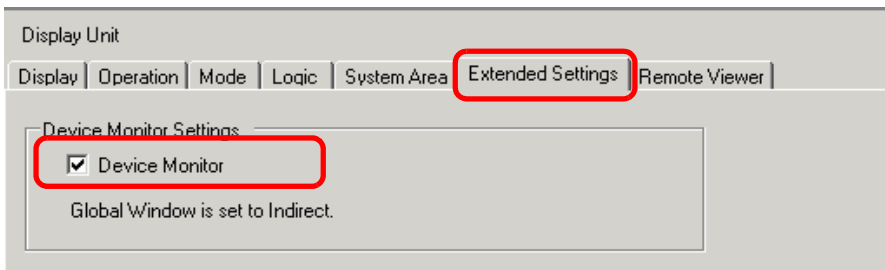 Display Unit
Display Operation Mode Logic System Area Extended Settings Remote Viewer
Device Monitor Settings
Device Monitor
Global Window is set to Indirect.